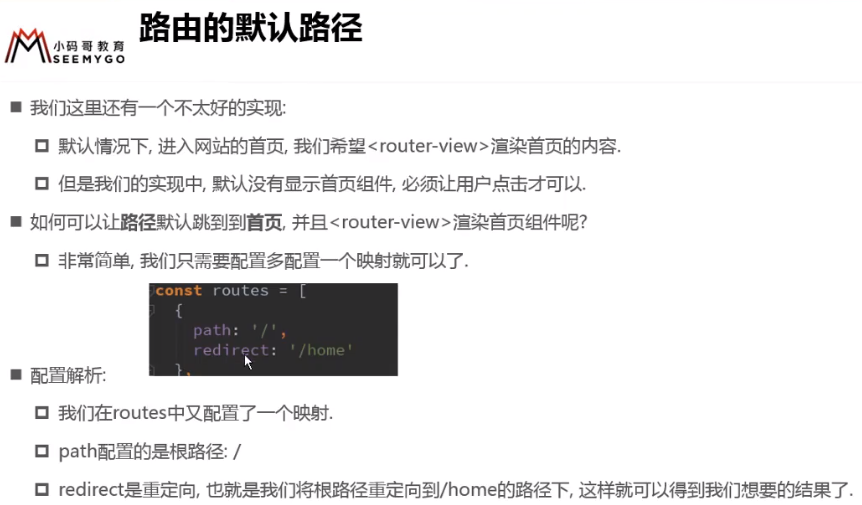 路由的默认路径
小码哥教育
SEEMYGO
我们这里还有一个不太好的实现:
默认情况下, 进入网站的首页, 我们希望<router-view>渲染首页的内容.
但是我们的实现中, 默认没有显示首页组件, 必须让用户点击才可以.
如何可以让路径默认跳到到首页, 并且<router-view>渲染首页组件呢?
非常简单, 我们只需要配置多配置一个映射就可以了.
const routes = [
{
path: '/',
redirect: '/home'
},
配置解析:
我们在routes中又配置了一个映射.
path配置的是根路径: /
redirect是重定向, 也就是我们将根路径重定向到/home的路径下, 这样就可以得到我们想要的结果了.